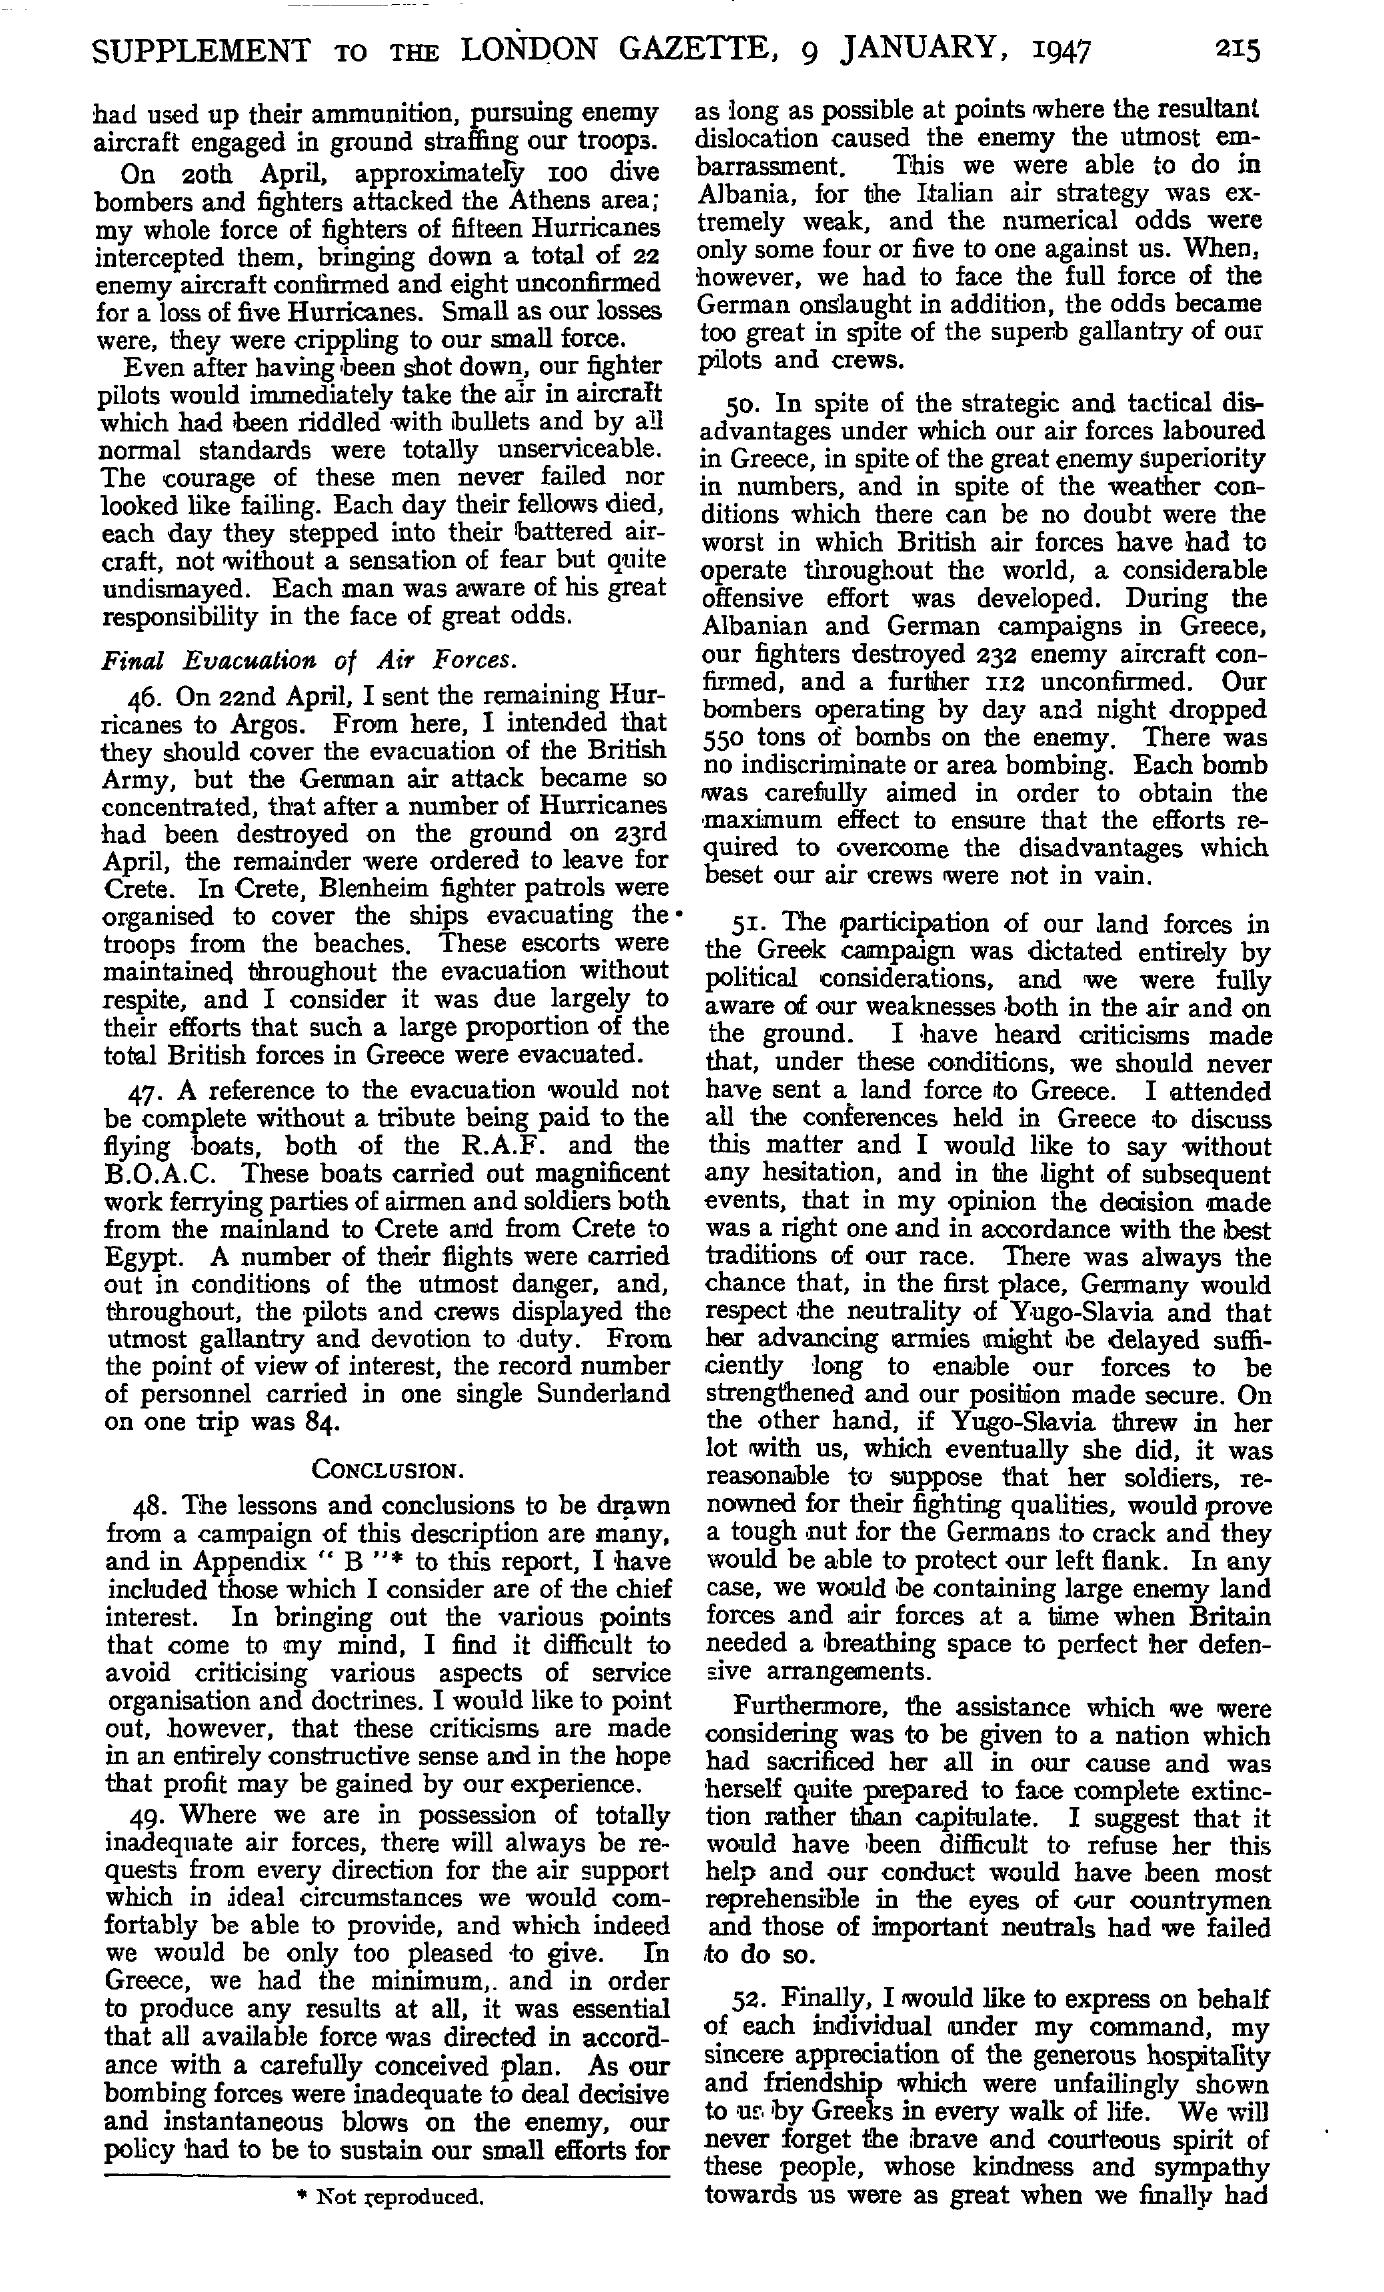 SUPPLEMENT TO THE LONDON GAZETTE, 9 JANUARY, 1947 215
had used up their ammunition, pursuing enemy
aircraft engaged in ground straffing our troops.
On 20th April, approximately 100 dive
bombers and fighters attacked the Athens area;
my whole force of fighters of fifteen Hurricanes
intercepted them, bringing down a total of 22
enemy aircraft confirmed and eight unconfirmed
for a loss of five Hurricanes. Small as our losses
were, they were crippling to our small force.
Even after having been shot down, our fighter
pilots would immediately take the air in aircraft
which had been riddled with bullets and by all
normal standards were totally unserviceable.
The courage of these men never failed nor
looked like failing. Each day their fellows died,
each day they stepped into their battered air-
craft, not without a sensation of fear but quite
undismayed. Each man was aware of his great
responsibility in the face of great odds.
Final Evacuation of Air Forces.
46. On 22nd April, I sent the remaining Hur-
ricanes to Argos. From here, I intended that
they should cover the evacuation of the British
Army, but the German air attack became so
concentrated, that after a number of Hurricanes
had been destroyed on the ground on 23rd
April, the remainder were ordered to leave for
Crete. In Crete, Blenheim fighter patrols were
organised to cover the ships evacuating the
troops from the beaches. These escorts were
maintained throughout the evacuation without
respite, and I consider it was due largely to
their efforts that such a large proportion of the
total British forces in Greece were evacuated.
47. A reference to the evacuation would not
be complete without a tribute being paid to the
flying boats, both of the R.A.F. and the
B.O.A.C. These boats carried out magnificent
work ferrying parties of airmen and soldiers both
from the mainland to Crete and from Crete to
Egypt. A number of their flights were carried
out in conditions of the utmost danger, and,
throughout, the pilots and crews displayed the
utmost gallantry and devotion to duty. From
the point of view of interest, the record number
of personnel carried in one single Sunderland
on one trip was 84.
CONCLUSION.
48. The lessons and conclusions to be drawn
from a campaign of this description are many,
and in Appendix " B "* to this report, I have
included those which I consider are of the chief
interest. In bringing out the various points
that come to my mind, I find it difficult to
avoid criticising various aspects of service
organisation and doctrines. I would like to point
out, however, that these criticisms are made
in an entirely constructive sense and in the hope
that profit may be gained by our experience.
49. Where we are in possession of totally
inadequate air forces, there will always be re-
quests from every direction for the air support
which in ideal circumstances we would com-
fortably be able to provide, and which indeed
we would be only too pleased to give. In
Greece, we had the minimum, and in order
to produce any results at all, it was essential
that all available force was directed in accord-
ance with a carefully conceived plan. As our
bombing forces were inadequate to deal decisive
and instantaneous blows on the enemy, our
policy had to be to sustain our small efforts for
* Not reproduced.
as long as possible at points where the resultant
dislocation caused the enemy the utmost em-
barrassment. This we were able to do in
Albania, for the Italian air strategy was ex-
tremely weak, and the numerical odds were
only some four or five to one against us. When,
however, we had to face the full force of the
German onslaught in addition, the odds became
too great in spite of the superb gallantry of our
pilots and crews.
50. In spite of the strategic and tactical dis-
advantages under which our air forces laboured
in Greece, in spite of the great enemy superiority
in numbers, and in spite of the weather con-
ditions which there can be no doubt were the
worst in which British air forces have had to
operate throughout the world, a considerable
offensive effort was developed. During the
Albanian and German campaigns in Greece,
our fighters destroyed 232 enemy aircraft con-
firmed, and a further 112 unconfirmed. Our
bombers operating by day and night dropped
550 tons of bombs on the enemy. There was
no indiscriminate or area bombing. Each bomb
was carefully aimed in order to obtain the
maximum effect to ensure that the efforts re-
quired to overcome the disadvantages which
beset our air crews were not in vain.
51. The participation of our land forces in
the Greek campaign was dictated entirely by
political considerations, and we were fully
aware of our weaknesses both in the air and on
the ground. I have heard criticisms made
that, under these conditions, we should never
have sent a land force to Greece. I attended
all the conferences held in Greece to discuss
this matter and I would like to say without
any hesitation, and in the light of subsequent
events, that in my opinion the decision made
was a right one and in accordance with the best
traditions of our race. There was always the
chance that, in the first place, Germany would
respect the neutrality of Yugo-Slavia and that
her advancing armies might be delayed suffi-
ciently long to enable our forces to be
strengthened and our position made secure. On
the other hand, if Yugo-Slavia threw in her
lot with us, which eventually she did, it was
reasonable to suppose that her soldiers, re-
nowned for their fighting qualities, would prove
a tough nut for the Germans to crack and they
would be able to protect our left flank. In any
case, we would be containing large enemy land
forces and air forces at a time when Britain
needed a breathing space to perfect her defen-
sive arrangements.
Furthermore, the assistance which we were
considering was to be given to a nation which
had sacrificed her all in our cause and was
herself quite prepared to face complete extinc-
tion rather than capitulate. I suggest that it
would have been difficult to refuse her this
help and our conduct would have been most
reprehensible in the eyes of our countrymen
and those of important neutrals had we failed
to do so.
52. Finally, I would like to express on behalf
of each individual under my command, my
sincere appreciation of the generous hospitality
and friendship which were unfailingly shown
to us by Greeks in every walk of life. We will
never forget the brave and courteous spirit of
these people, whose kindness and sympathy
towards us were as great when we finally had